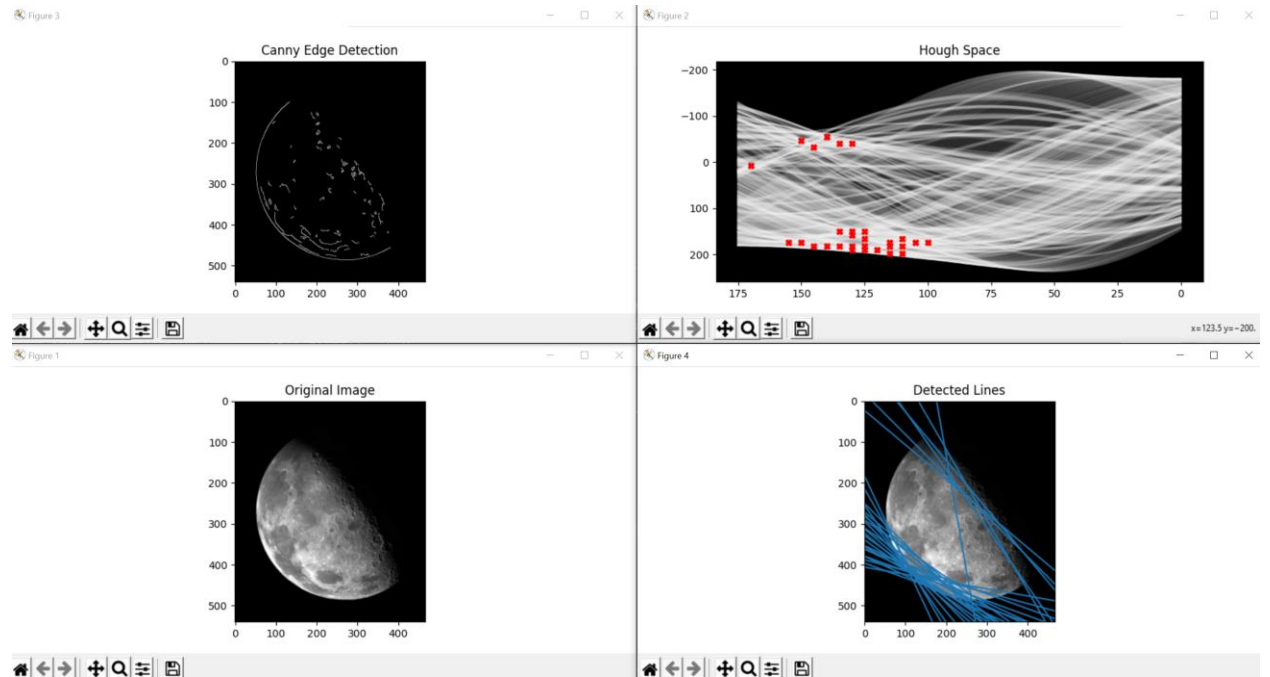 Figure 3
Canny Edge Detection
0
100
200
300
400
500
0 100 200 300 400
Figure 2
Hough Space
−200
−100
0
100
200
175 150 125 100 75 50 25 0
x=123.5 y=−200.
Figure 1
Original Image
0
100
200
300
400
500
0 100 200 300 400
Figure 4
Detected Lines
0
100
200
300
400
500
0 100 200 300 400